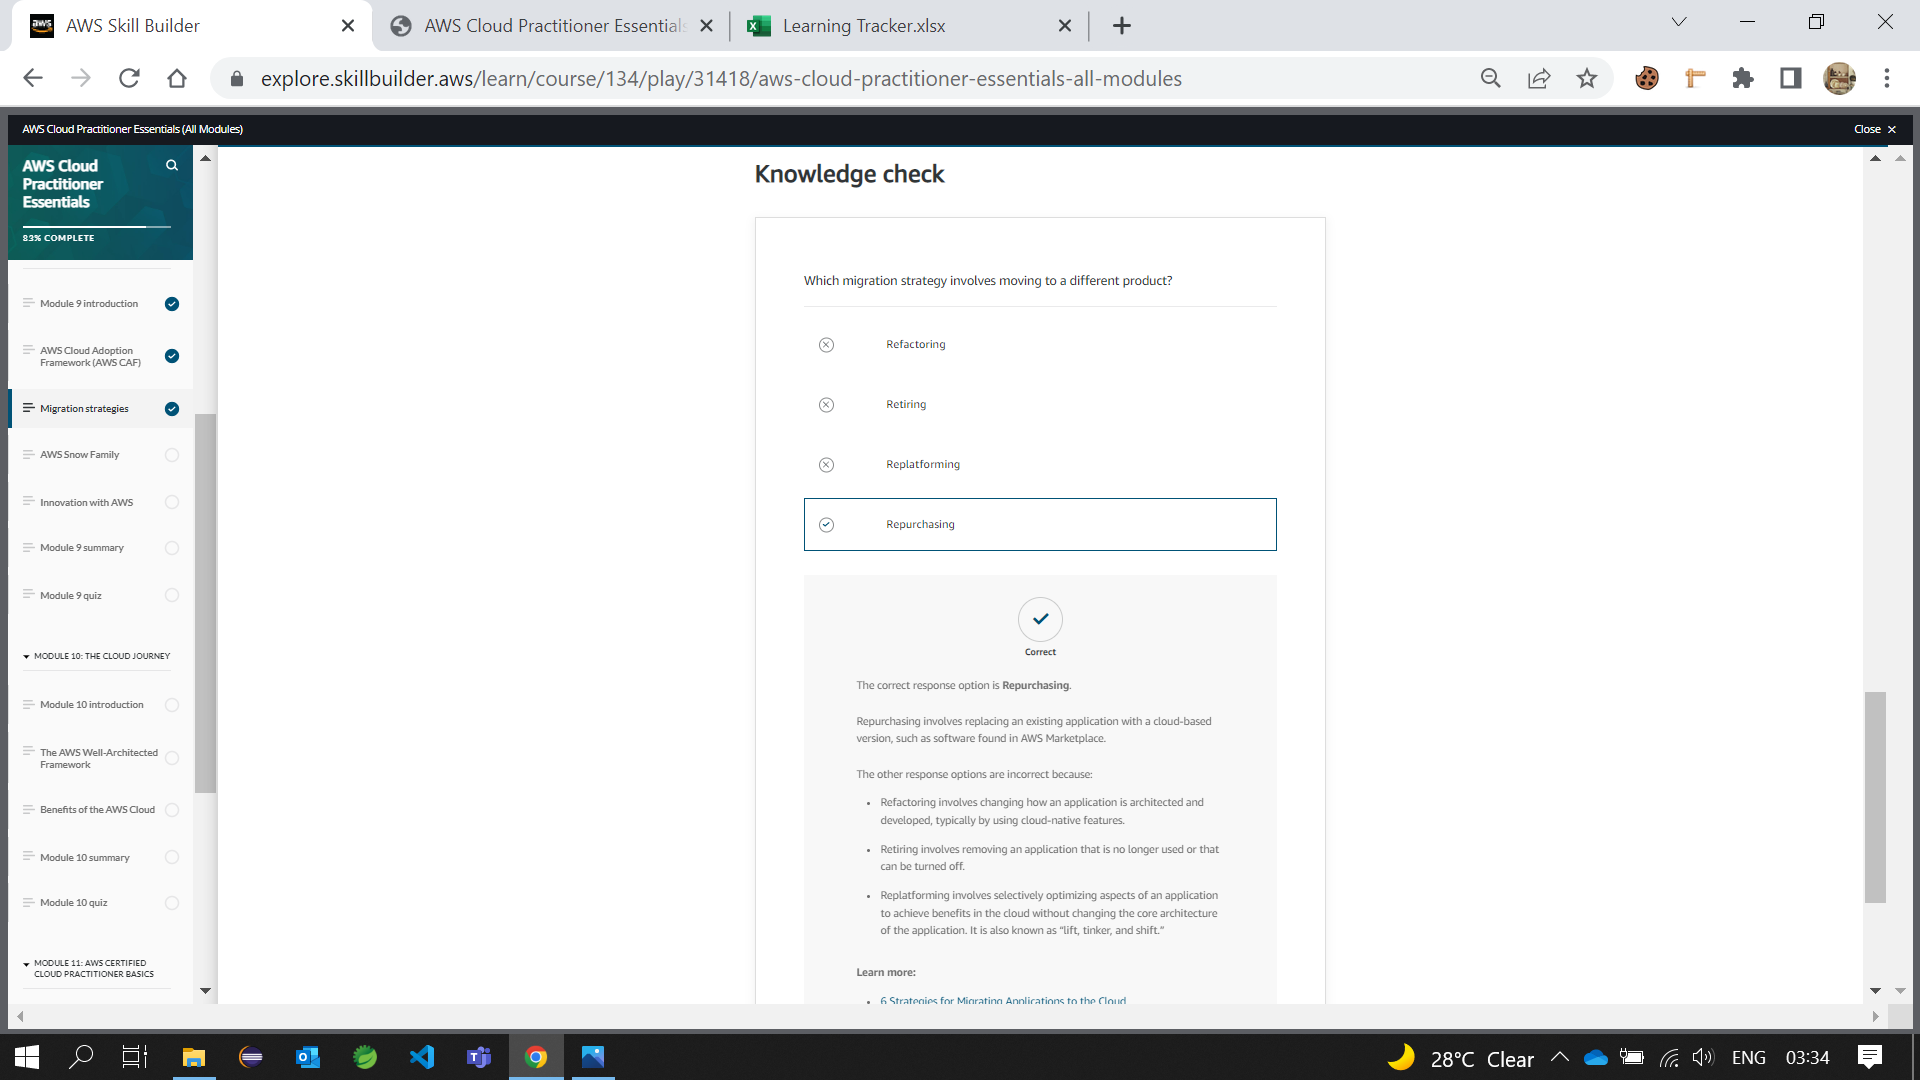 AWS Skill Builder
AWS Cloud Practitioner Essentials
Learning Tracker.xlsx
explore.skillbuilder.aws/learn/course/134/play/31418/aws-cloud-practitioner-essentials-all-modules
AWS Cloud Practitioner Essentials (All Modules)
Close
AWS Cloud
Practitioner
Essentials
83% COMPLETE
Module 9 introduction
AWS Cloud Adoption
Framework (AWS CAF)
Migration strategies
AWS Snow Family
Innovation with AWS
Module 9 summary
Module 9 quiz
MODULE 10: THE CLOUD JOURNEY
Module 10 introduction
The AWS Well-Architected
Framework
Benefits of the AWS Cloud
Module 10 summary
Module 10 quiz
MODULE 11: AWS CERTIFIED
CLOUD PRACTITIONER BASICS
Knowledge check
Which migration strategy involves moving to a different product?
Refactoring
Retiring
Replatforming
Repurchasing
Correct
The correct response option is Repurchasing.
Repurchasing involves replacing an existing application with a cloud-based
version, such as software found in AWS Marketplace.
The other response options are incorrect because:
• Refactoring involves changing how an application is architected and
developed, typically by using cloud-native features.
• Retiring involves removing an application that is no longer used or that
can be turned off.
• Replatforming involves selectively optimizing aspects of an application
to achieve benefits in the cloud without changing the core architecture
of the application. It is also known as “lift, tinker, and shift.”
Learn more:
• 6 Strategies for Migrating Applications to the Cloud
28°C Clear
ENG
03:34